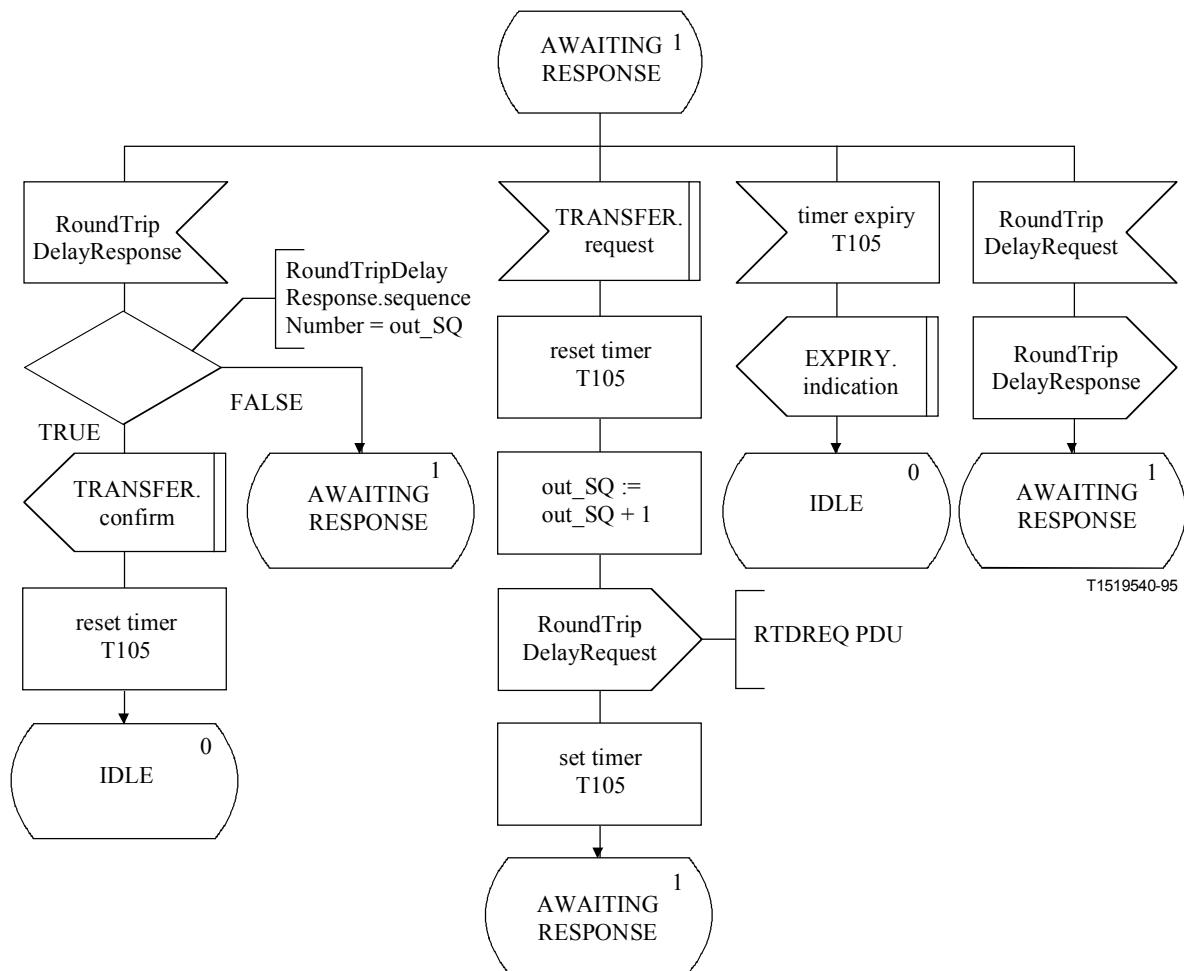 AWAITING 1
RESPONSE
RoundTrip
DelayResponse
RoundTripDelay
Response.sequence
Number = out_SQ
TRUE
FALSE
TRANSFER.
confirm
1
AWAITING
RESPONSE
reset timer
T105
0
IDLE
TRANSFER.
request
reset timer
T105
out_SQ :=
out_SQ + 1
RoundTrip
DelayRequest
RTDREQ PDU
set timer
T105
1
AWAITING
RESPONSE
timer expiry
T105
EXPIRY.
indication
0
IDLE
RoundTrip
DelayRequest
RoundTrip
DelayResponse
1
AWAITING
RESPONSE
T1519540-95